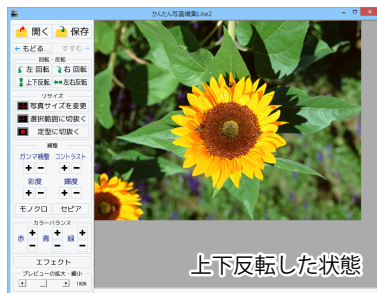 かんたん写真編集Lite2
開く 保存
←もどる すすむ→
回転・反転
左 回転 右 回転
上下反転 左右反転
リサイズ
写真サイズを変更
選択範囲に切抜く
定型に切抜く
補整
ガンマ補整 コントラスト
+ - + -
彩度 輝度
+ - + -
モノクロ セピア
カラーバランス
赤 + - 青 + - 緑 + -
エフェクト
プレビューの拡大・縮小
100%
上下反転した状態